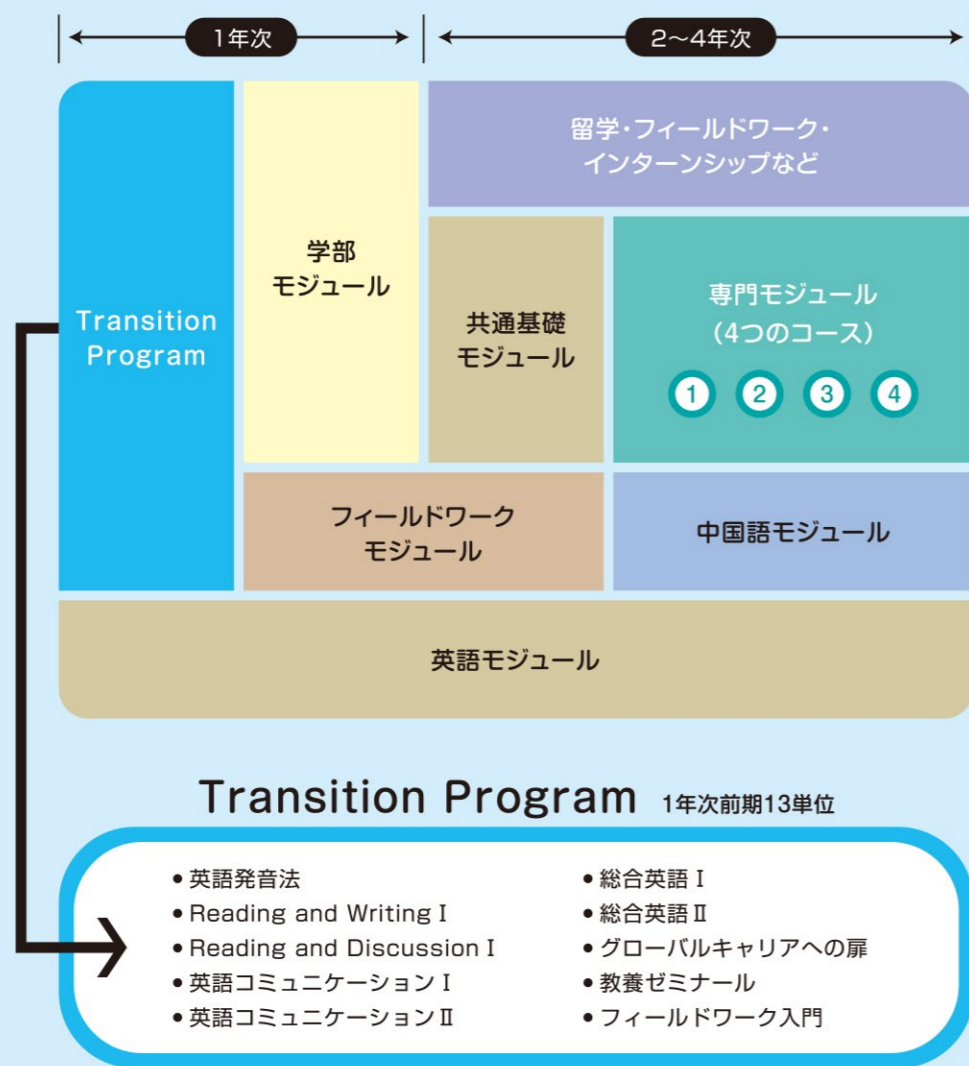 1年次
2〜4年次
Transition
Program
学部
モジュール
留学・フィールドワーク・
インターンシップなど
共通基礎
モジュール
専門モジュール
(4つのコース)
1 2 3 4
フィールドワーク
モジュール
中国語モジュール
英語モジュール
Transition Program 1年次前期13単位
• 英語発音法
• Reading and Writing Ⅰ
• Reading and Discussion Ⅰ
• 英語コミュニケーション Ⅰ
• 英語コミュニケーション Ⅱ
• 総合英語 Ⅰ
• 総合英語 Ⅱ
• グローバルキャリアへの扉
• 教養ゼミナール
• フィールドワーク入門